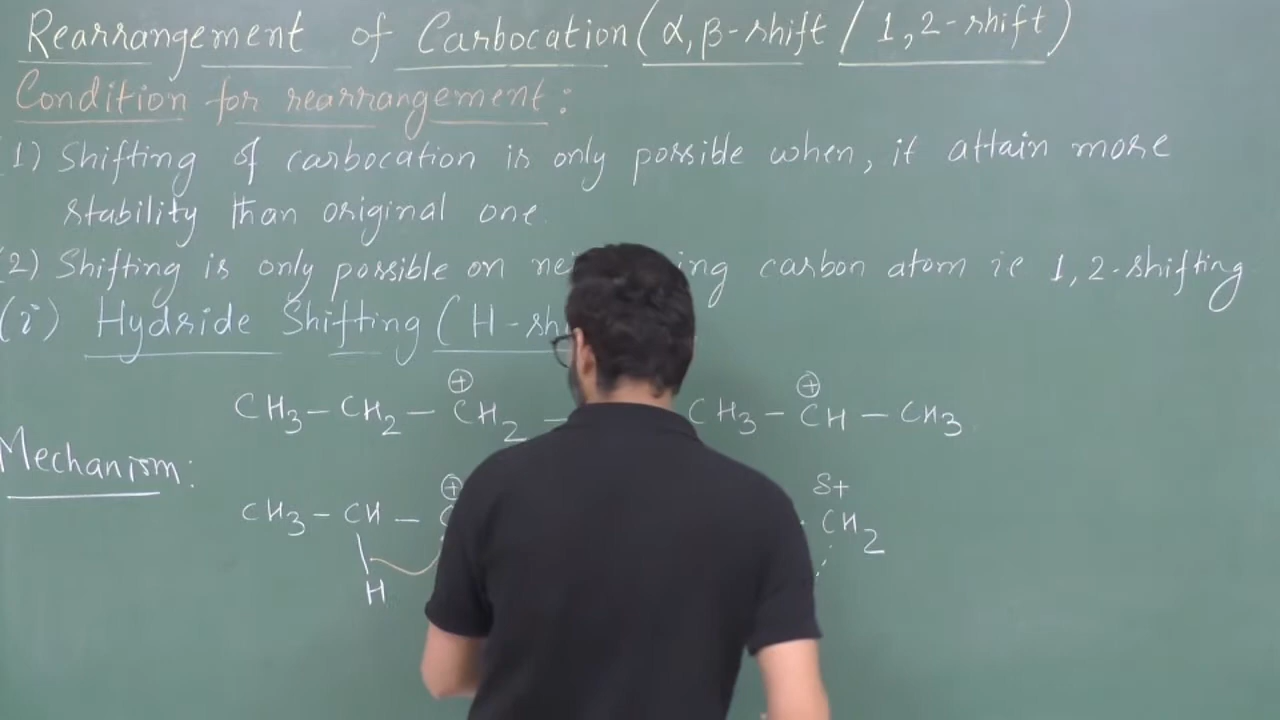 Rearrangement of Carbocation (α,β-shift / 1,2-shift)
Condition for rearrangement:
1) Shifting of carbocation is only possible when, it attain more
stability than original one.
(2) Shifting is only possible on ing carbon atom ie 1,2-shifting
(i) Hydride Shifting (H-sh
CH3 – CH2 – ⊕CH2 – CH3 – ⊕CH – CH3
Mechanism:
CH3 – CH – ⊕ δ+ CH2
H